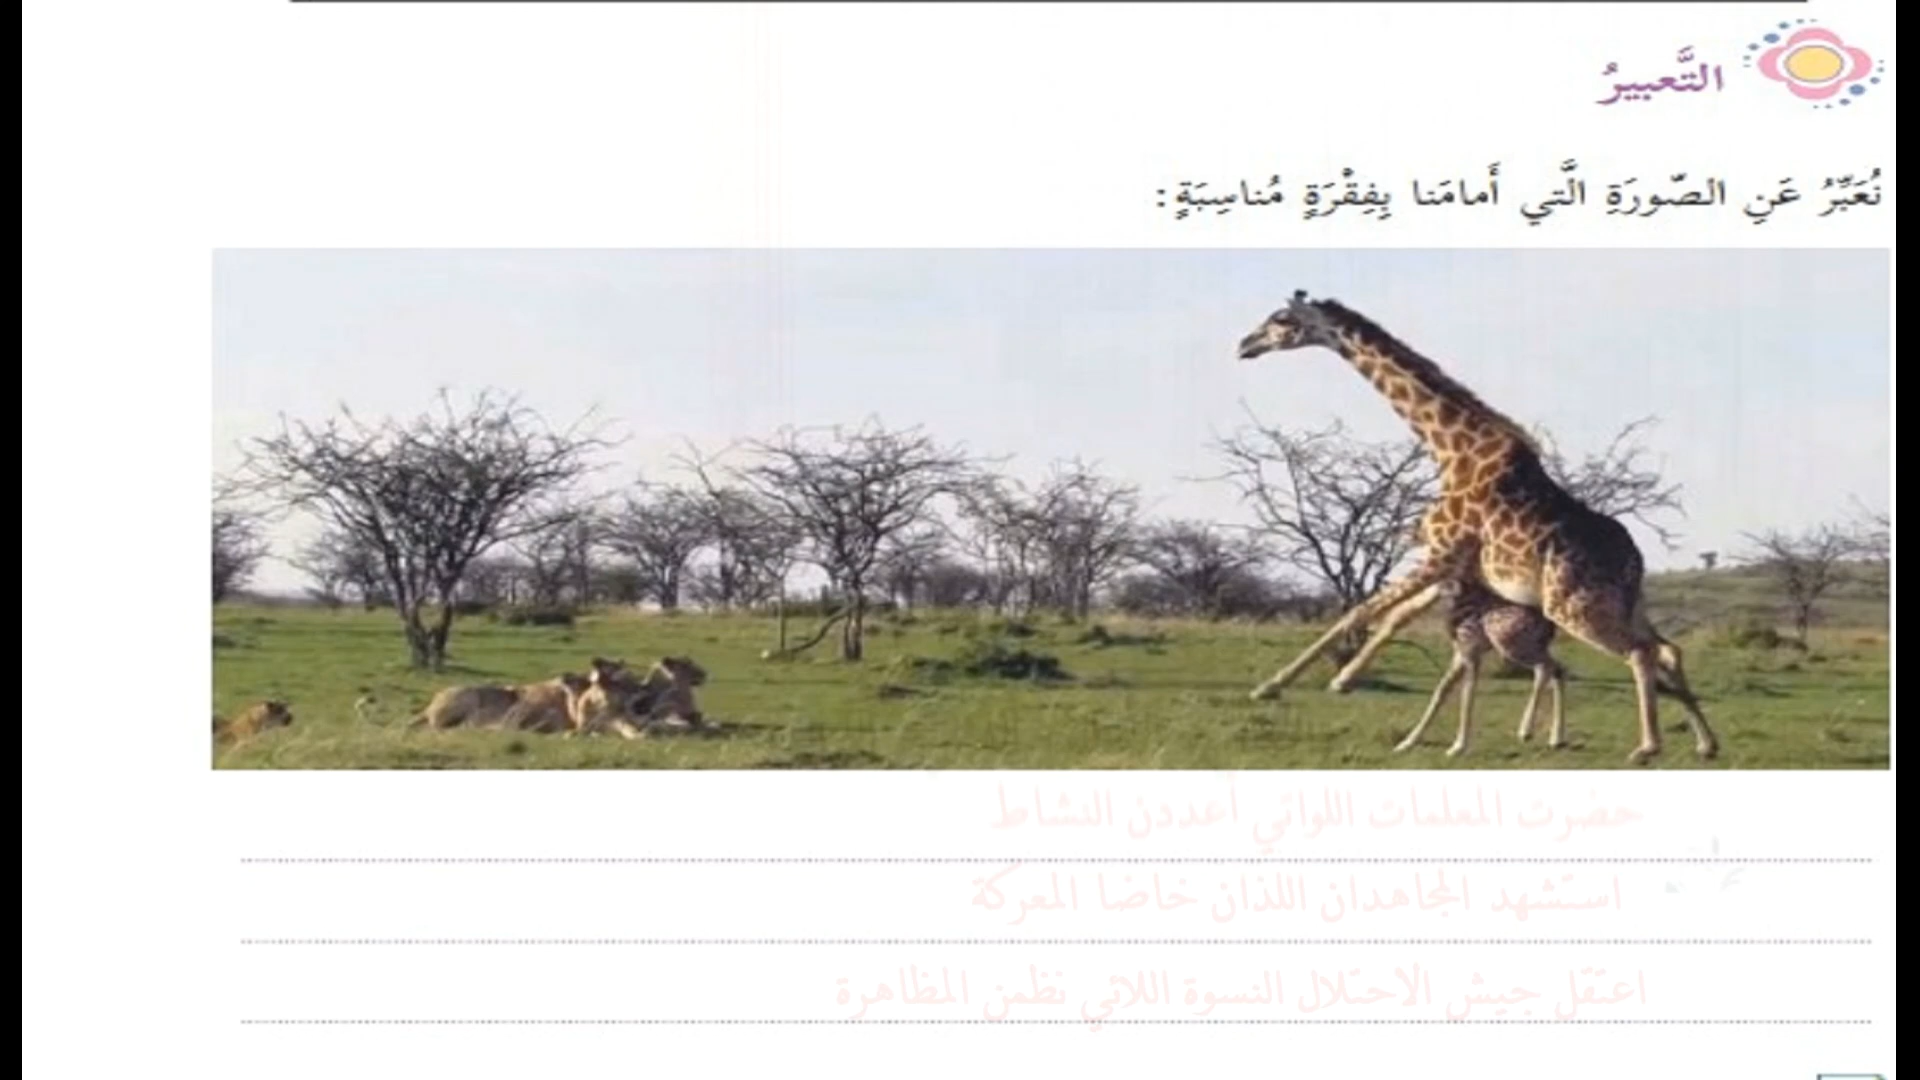 التَّعبيرُ
نُعَبِّرُ عَنِ الصّورَةِ الَّتي أَمامَنا بِفِقْرَةٍ مُناسِبَةٍ:
حضرت المعلمات اللواتي أعددن النشاط
استشهد المجاهدان اللذان خاضا المعركة
اعتقل جيش الاحتلال النسوة اللائي نظمن المظاهرة